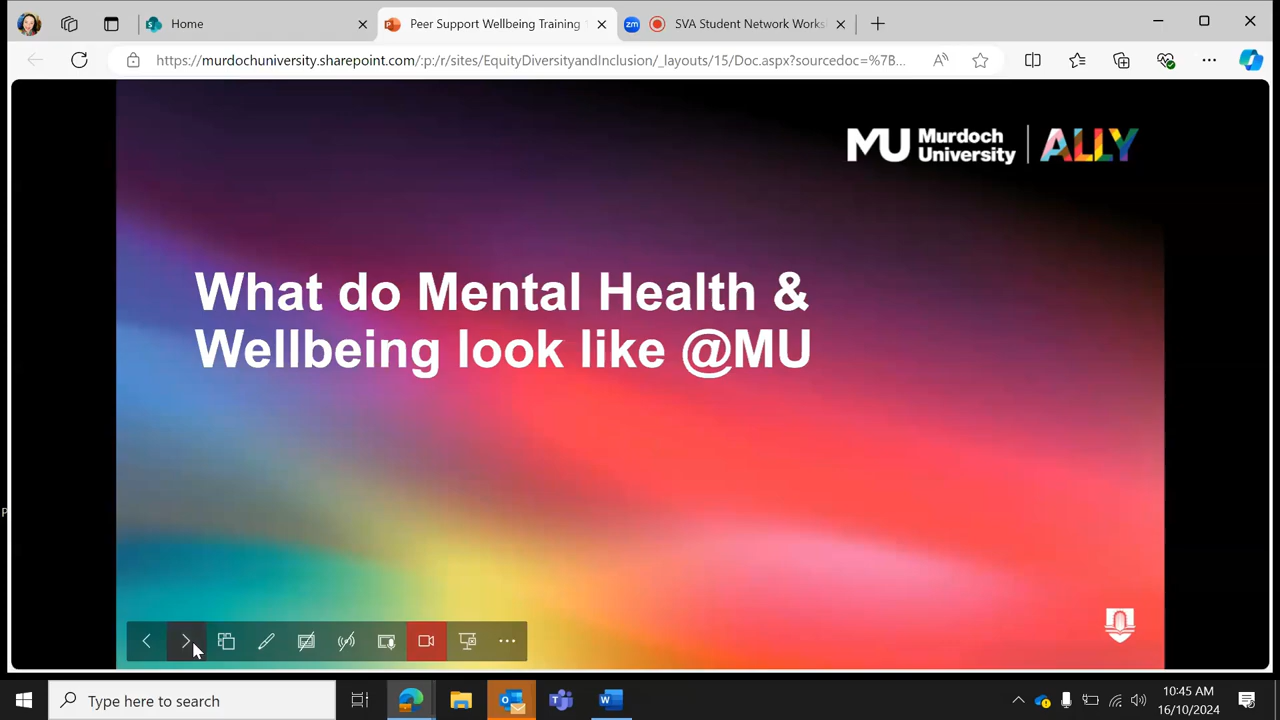 Home
Peer Support Wellbeing Training
SVA Student Network Works
https://murdochuniversity.sharepoint.com/:p:/r/sites/EquityDiversityandInclusion/_layouts/15/Doc.aspx?sourcedoc=%7B...
MU Murdoch University | ALLY
What do Mental Health &
Wellbeing look like @MU
Type here to search
10:45 AM
16/10/2024